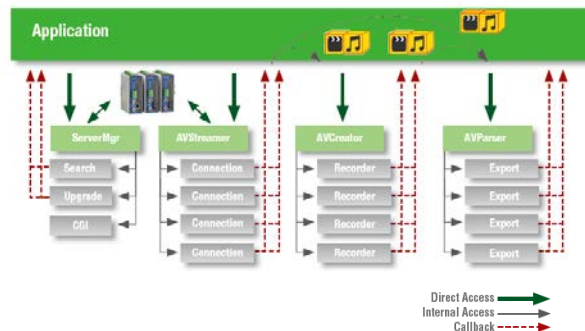 Application
ServerMgr
AVStreamer
AVCreator
AVParser
Search
Connection
Recorder
Export
Upgrade
Connection
Recorder
Export
CGI
Connection
Recorder
Export
Connection
Recorder
Export
Direct Access
Internal Access
Callback